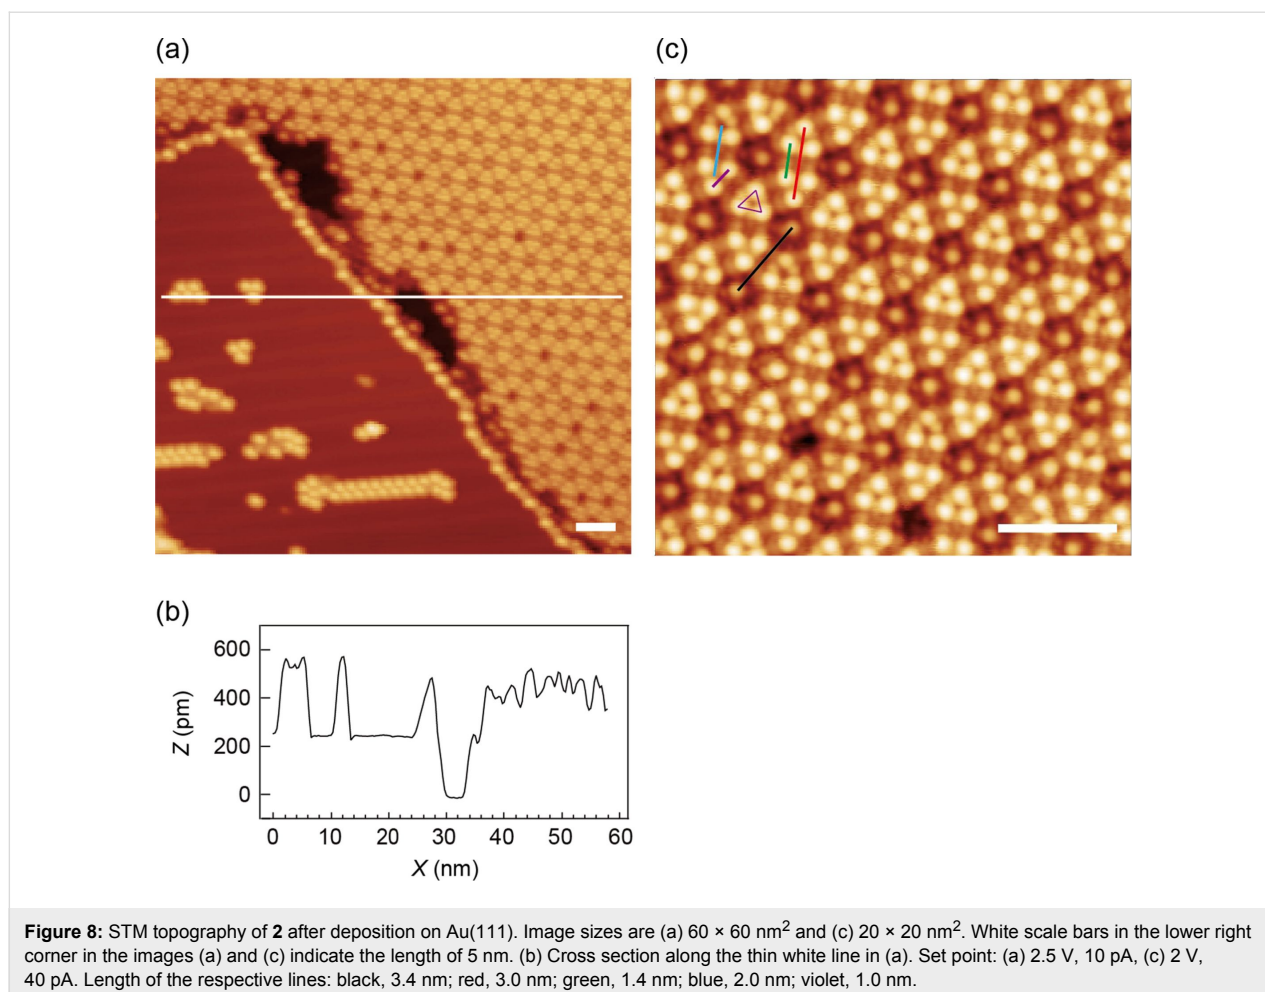 (a)
(c)
(b)
600
400
200
0
Z (pm)
0 10 20 30 40 50 60
X (nm)
Figure 8: STM topography of 2 after deposition on Au(111). Image sizes are (a) 60 × 60 nm² and (c) 20 × 20 nm². White scale bars in the lower right
corner in the images (a) and (c) indicate the length of 5 nm. (b) Cross section along the thin white line in (a). Set point: (a) 2.5 V, 10 pA, (c) 2 V,
40 pA. Length of the respective lines: black, 3.4 nm; red, 3.0 nm; green, 1.4 nm; blue, 2.0 nm; violet, 1.0 nm.